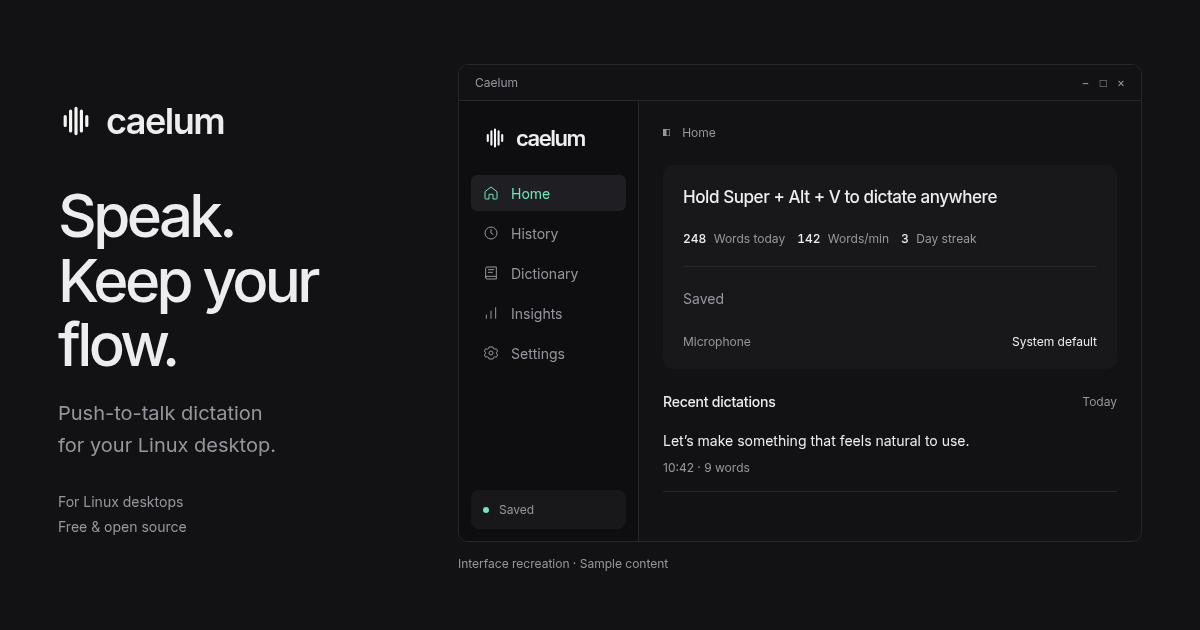 caelum
Speak.
Keep your
flow.
Push-to-talk dictation
for your Linux desktop.
For Linux desktops
Free & open source
Caelum
caelum
Home
History
Dictionary
Insights
Settings
Saved
Home
Hold Super + Alt + V to dictate anywhere
248 Words today 142 Words/min 3 Day streak
Saved
Microphone System default
Recent dictations Today
Let’s make something that feels natural to use.
10:42 · 9 words
Interface recreation · Sample content